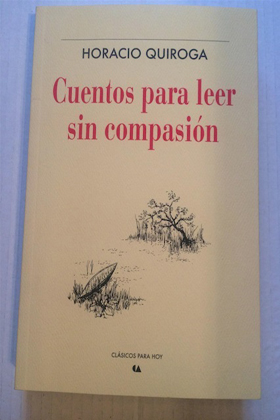 HORACIO QUIROGA
Cuentos para leer
sin compasión
CLÁSICOS PARA HOY